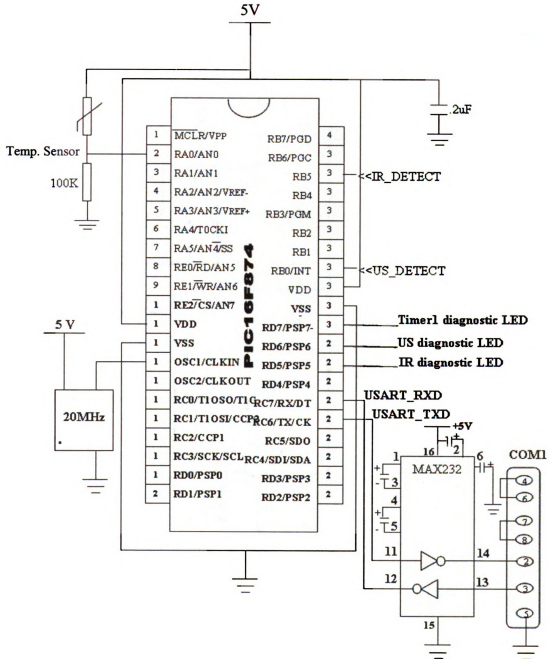 5V
.2uF
Temp. Sensor
100K
1 MCLR/VPP RB7/PGD 4
2 RA0/AN0 RB6/PGC 3
3 RA1/AN1 RB5 3 <<IR_DETECT
4 RA2/AN2/VREF- RB4 3
5 RA3/AN3/VREF+ RB3/PGM 3
6 RA4/T0CKI RB2 3
7 RA5/AN4/SS RB1 3
8 RE0/RD/AN5 RB0/INT 3 <<US_DETECT
9 RE1/WR/AN6 VDD 3
1 RE2/CS/AN7 VSS 3
1 VDD RD7/PSP7- 3 Timer1 diagnostic LED
1 VSS RD6/PSP6 2 US diagnostic LED
1 OSC1/CLKIN RD5/PSP5 2 IR diagnostic LED
1 OSC2/CLKOUT RD4/PSP4 2
1 RC0/T1OSO/T1C RC7/RX/DT 2 USART_RXD
1 RC1/T1OSI/CCP2 RC6/TX/CK 2 USART_TXD
1 RC2/CCP1 RC5/SDO 2
1 RC3/SCK/SCL RC4/SDI/SDA 2
1 RD0/PSP0 RD3/PSP3 2
2 RD1/PSP1 RD2/PSP2 2
PIC16F874
5 V
20MHz
+5V
16 + 2
1 MAX232 6 +
+
- 3
4
+
- 5
11 14
12 13
15
COM1
4
6
7
8
2
3
5